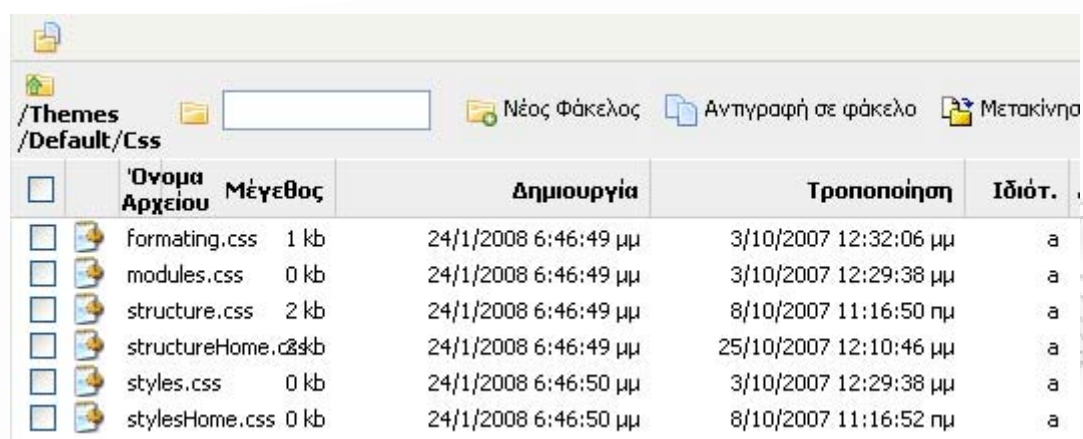 /Themes
/Default/Css
Νέος Φάκελος Αντιγραφή σε φάκελο Μετακίνησ
Όνομα Αρχείου Μέγεθος Δημιουργία Τροποποίηση Ιδιότ.
formating.css 1 kb 24/1/2008 6:46:49 μμ 3/10/2007 12:32:06 μμ a
modules.css 0 kb 24/1/2008 6:46:49 μμ 3/10/2007 12:29:38 μμ a
structure.css 2 kb 24/1/2008 6:46:49 μμ 8/10/2007 11:16:50 πμ a
structureHome.css kb 24/1/2008 6:46:49 μμ 25/10/2007 12:10:46 μμ a
styles.css 0 kb 24/1/2008 6:46:50 μμ 3/10/2007 12:29:38 μμ a
stylesHome.css 0 kb 24/1/2008 6:46:50 μμ 8/10/2007 11:16:52 πμ a